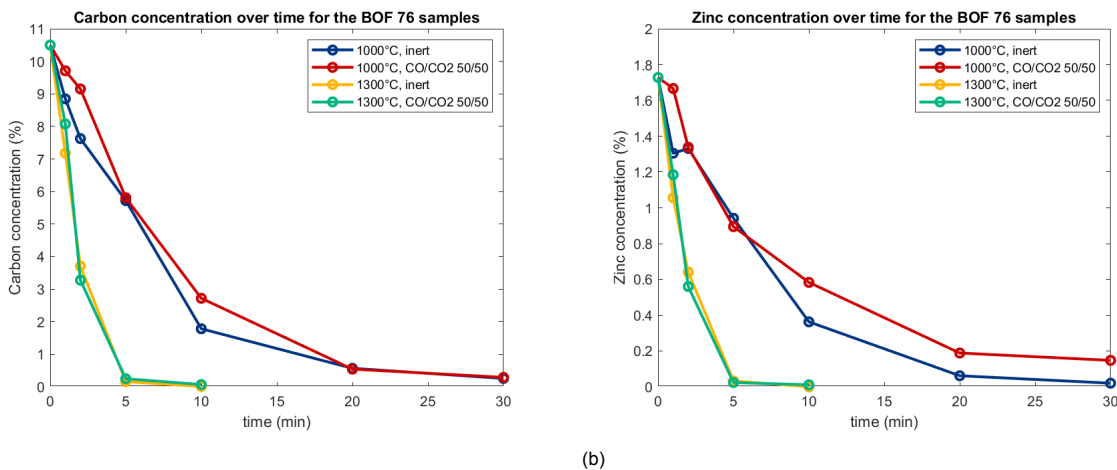 Carbon concentration over time for the BOF 76 samples
11
10
9
8
7
6
5
4
3
2
1
0
Carbon concentration (%)
0 5 10 15 20 25 30
time (min)
1000°C, inert
1000°C, CO/CO2 50/50
1300°C, inert
1300°C, CO/CO2 50/50
Zinc concentration over time for the BOF 76 samples
2
1.8
1.6
1.4
1.2
1
0.8
0.6
0.4
0.2
0
Zinc concentration (%)
0 5 10 15 20 25 30
time (min)
1000°C, inert
1000°C, CO/CO2 50/50
1300°C, inert
1300°C, CO/CO2 50/50
(b)